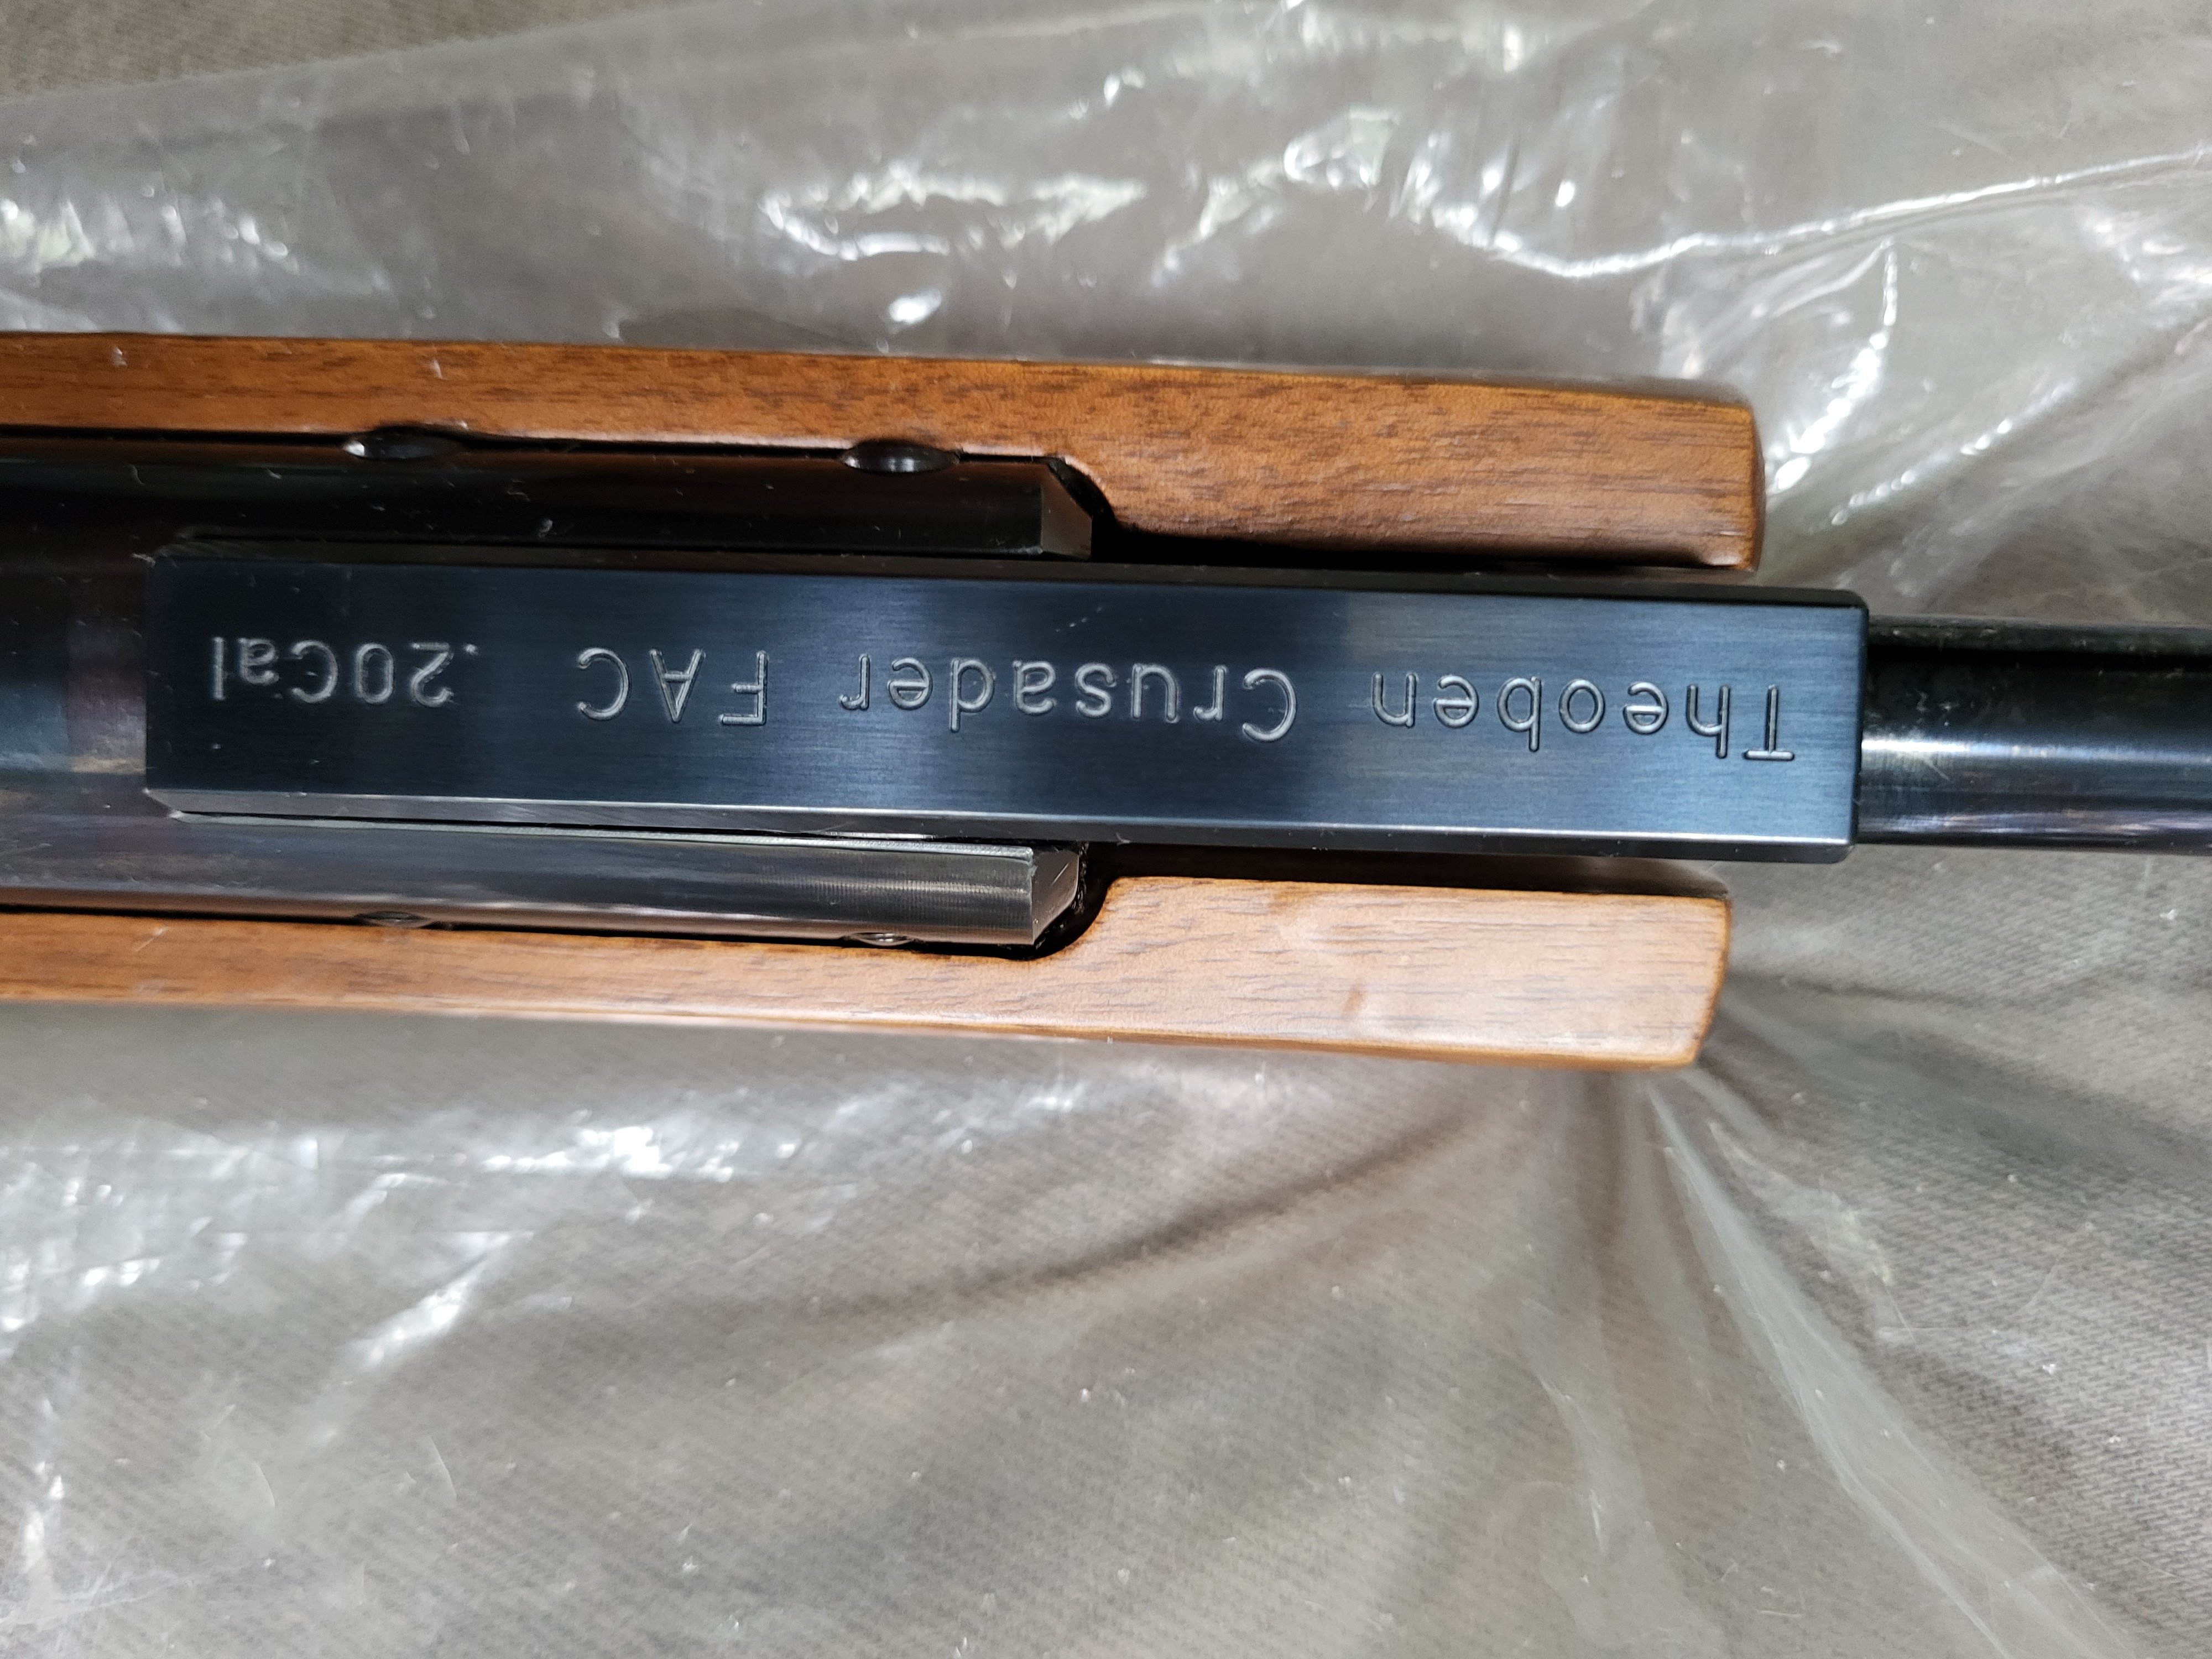 Theoben Crusader FAC .20Cal